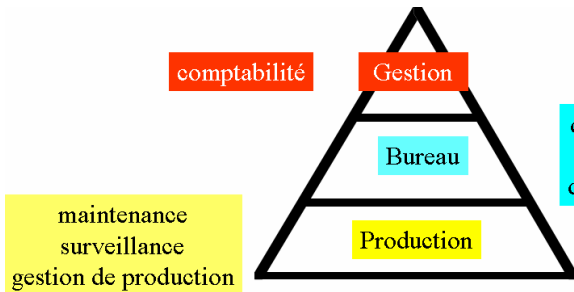 comptabilité
Gestion
Bureau
maintenance
surveillance
gestion de production
Production